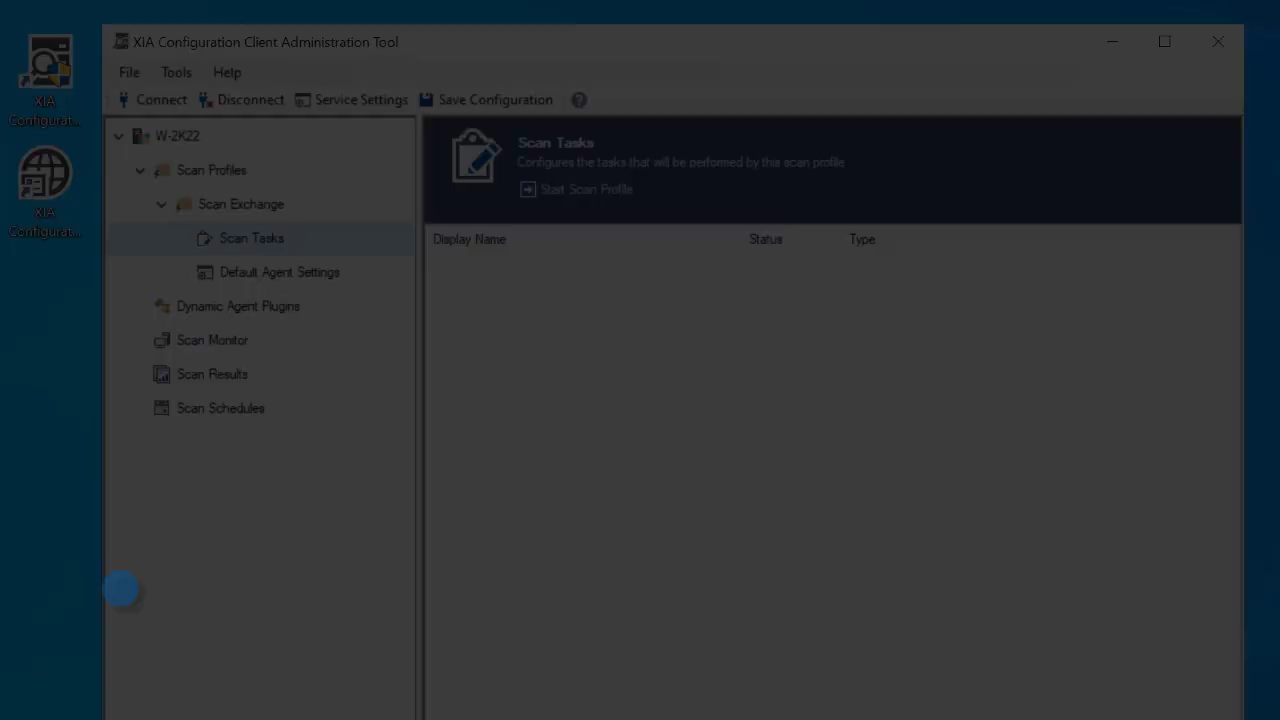 XIA Configuration Client Administration Tool
File Tools Help
Connect Disconnect Service Settings Save Configuration
XIA
Configurat...
XIA
Configurat...
W-2K22
Scan Profiles
Scan Exchange
Scan Tasks
Default Agent Settings
Dynamic Agent Plugins
Scan Monitor
Scan Results
Scan Schedules
Scan Tasks
Configures the tasks that will be performed by this scan profile
Start Scan Profile
Display Name Status Type